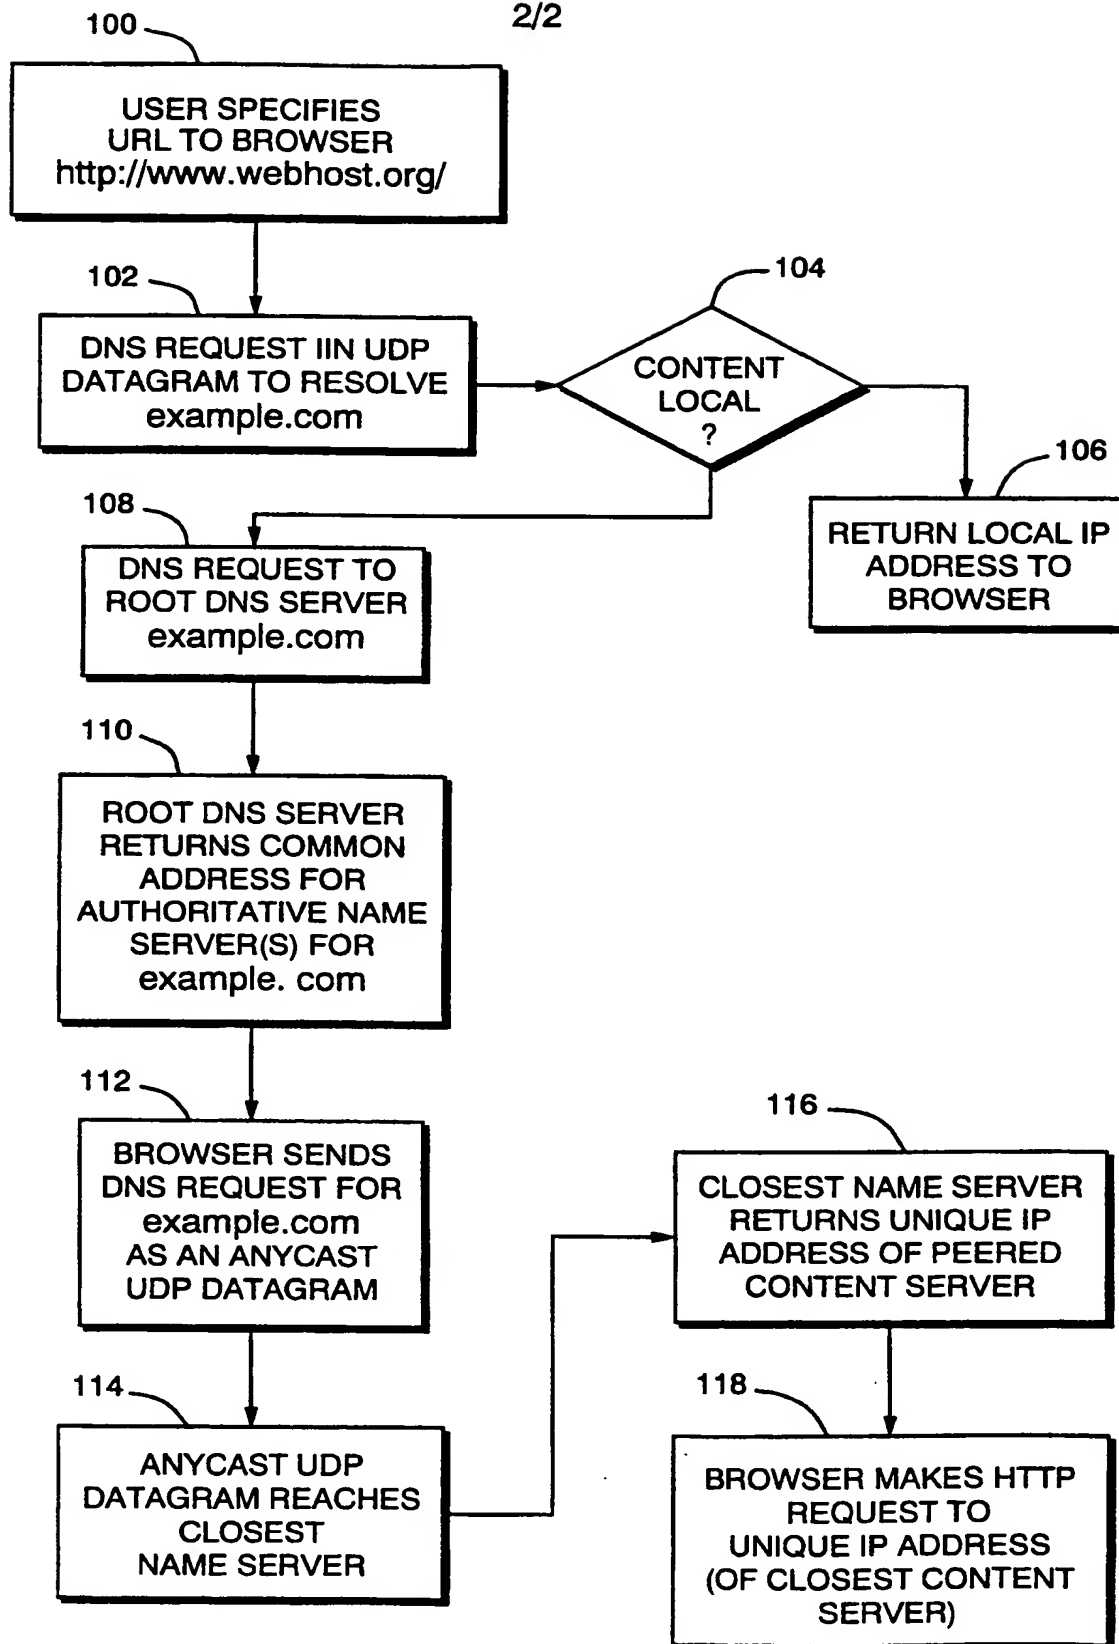 2/2
100
USER SPECIFIES
URL TO BROWSER
http://www.webhost.org/
102
DNS REQUEST IIN UDP
DATAGRAM TO RESOLVE
example.com
104
CONTENT
LOCAL
?
106
RETURN LOCAL IP
ADDRESS TO
BROWSER
108
DNS REQUEST TO
ROOT DNS SERVER
example.com
110
ROOT DNS SERVER
RETURNS COMMON
ADDRESS FOR
AUTHORITATIVE NAME
SERVER(S) FOR
example. com
112
BROWSER SENDS
DNS REQUEST FOR
example.com
AS AN ANYCAST
UDP DATAGRAM
114
ANYCAST UDP
DATAGRAM REACHES
CLOSEST
NAME SERVER
116
CLOSEST NAME SERVER
RETURNS UNIQUE IP
ADDRESS OF PEERED
CONTENT SERVER
118
BROWSER MAKES HTTP
REQUEST TO
UNIQUE IP ADDRESS
(OF CLOSEST CONTENT
SERVER)